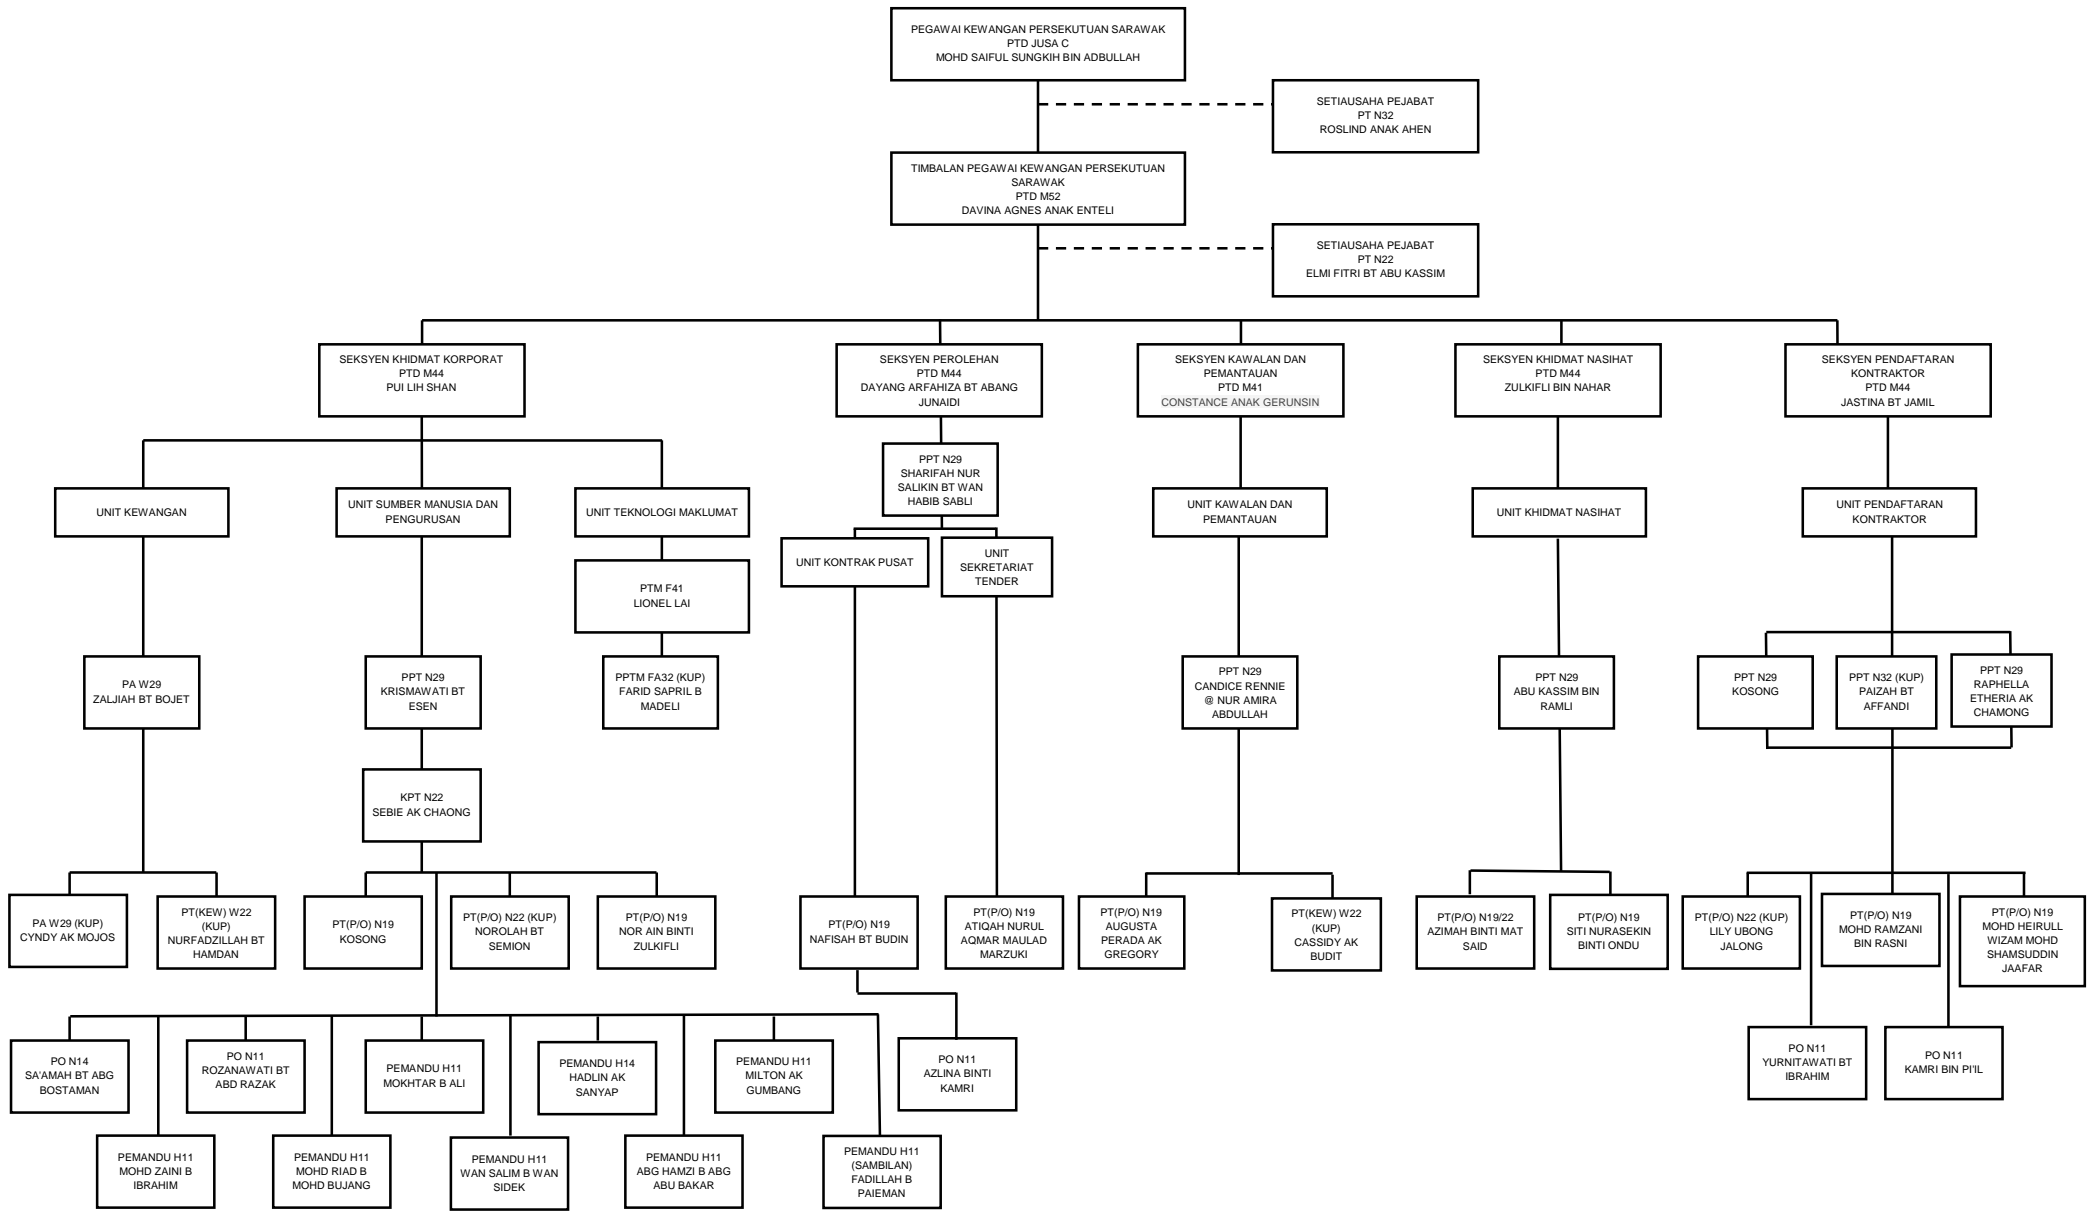 PEGAWAI KEWANGAN PERSEKUTUAN SARAWAK
PTD JUSA C
MOHD SAIFUL SUNGKIH BIN ADBULLAH
SETIAUSAHA PEJABAT
PT N32
ROSLIND ANAK AHEN
TIMBALAN PEGAWAI KEWANGAN PERSEKUTUAN
SARAWAK
PTD M52
DAVINA AGNES ANAK ENTELI
SETIAUSAHA PEJABAT
PT N22
ELMI FITRI BT ABU KASSIM
SEKSYEN KHIDMAT KORPORAT
PTD M44
PUI LIH SHAN
SEKSYEN PEROLEHAN
PTD M44
DAYANG ARFAHIZA BT ABANG
JUNAIDI
SEKSYEN KAWALAN DAN
PEMANTAUAN
PTD M41
CONSTANCE ANAK GERUNSIN
SEKSYEN KHIDMAT NASIHAT
PTD M44
ZULKIFLI BIN NAHAR
SEKSYEN PENDAFTARAN
KONTRAKTOR
PTD M44
JASTINA BT JAMIL
PPT N29
SHARIFAH NUR
SALIKIN BT WAN
HABIB SABLI
UNIT KEWANGAN
UNIT SUMBER MANUSIA DAN
PENGURUSAN
UNIT TEKNOLOGI MAKLUMAT
UNIT KONTRAK PUSAT
UNIT
SEKRETARIAT
TENDER
UNIT KAWALAN DAN
PEMANTAUAN
UNIT KHIDMAT NASIHAT
UNIT PENDAFTARAN
KONTRAKTOR
PTM F41
LIONEL LAI
PA W29
ZALJIAH BT BOJET
PPT N29
KRISMAWATI BT
ESEN
PPTM FA32 (KUP)
FARID SAPRIL B
MADELI
PPT N29
CANDICE RENNIE
@ NUR AMIRA
ABDULLAH
PPT N29
ABU KASSIM BIN
RAMLI
PPT N29
KOSONG
PPT N32 (KUP)
PAIZAH BT
AFFANDI
PPT N29
RAPHELLA
ETHERIA AK
CHAMONG
KPT N22
SEBIE AK CHAONG
PA W29 (KUP)
CYNDY AK MOJOS
PT(KEW) W22
(KUP)
NURFADZILLAH BT
HAMDAN
PT(P/O) N19
KOSONG
PT(P/O) N22 (KUP)
NOROLAH BT
SEMION
PT(P/O) N19
NOR AIN BINTI
ZULKIFLI
PT(P/O) N19
NAFISAH BT BUDIN
PT(P/O) N19
ATIQAH NURUL
AQMAR MAULAD
MARZUKI
PT(P/O) N19
AUGUSTA
PERADA AK
GREGORY
PT(KEW) W22
(KUP)
CASSIDY AK
BUDIT
PT(P/O) N19/22
AZIMAH BINTI MAT
SAID
PT(P/O) N19
SITI NURASEKIN
BINTI ONDU
PT(P/O) N22 (KUP)
LILY UBONG
JALONG
PT(P/O) N19
MOHD RAMZANI
BIN RASNI
PT(P/O) N19
MOHD HEIRULL
WIZAM MOHD
SHAMSUDDIN
JAAFAR
PO N14
SA'AMAH BT ABG
BOSTAMAN
PO N11
ROZANAWATI BT
ABD RAZAK
PEMANDU H11
MOKHTAR B ALI
PEMANDU H14
HADLIN AK
SANYAP
PEMANDU H11
MILTON AK
GUMBANG
PO N11
AZLINA BINTI
KAMRI
PO N11
YURNITAWATI BT
IBRAHIM
PO N11
KAMRI BIN PI'IL
PEMANDU H11
MOHD ZAINI B
IBRAHIM
PEMANDU H11
MOHD RIAD B
MOHD BUJANG
PEMANDU H11
WAN SALIM B WAN
SIDEK
PEMANDU H11
ABG HAMZI B ABG
ABU BAKAR
PEMANDU H11
(SAMBILAN)
FADILLAH B
PAIEMAN